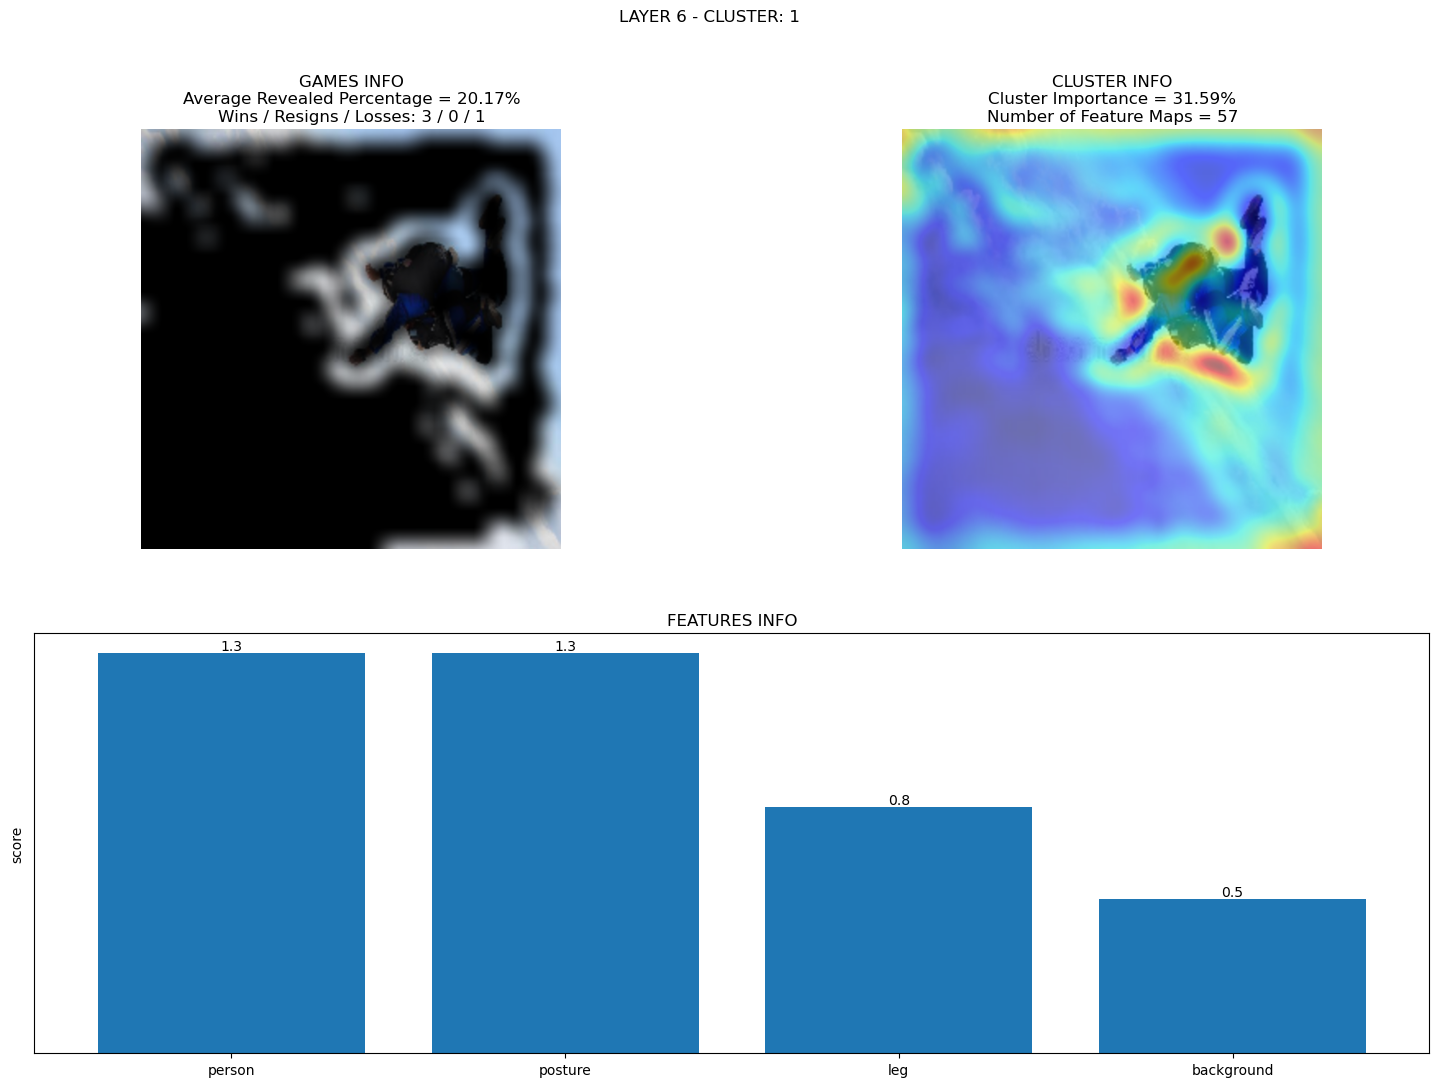 LAYER 6 - CLUSTER: 1
GAMES INFO
Average Revealed Percentage = 20.17%
Wins / Resigns / Losses: 3 / 0 / 1
CLUSTER INFO
Cluster Importance = 31.59%
Number of Feature Maps = 57
FEATURES INFO
score
1.3
1.3
0.8
0.5
person
posture
leg
background